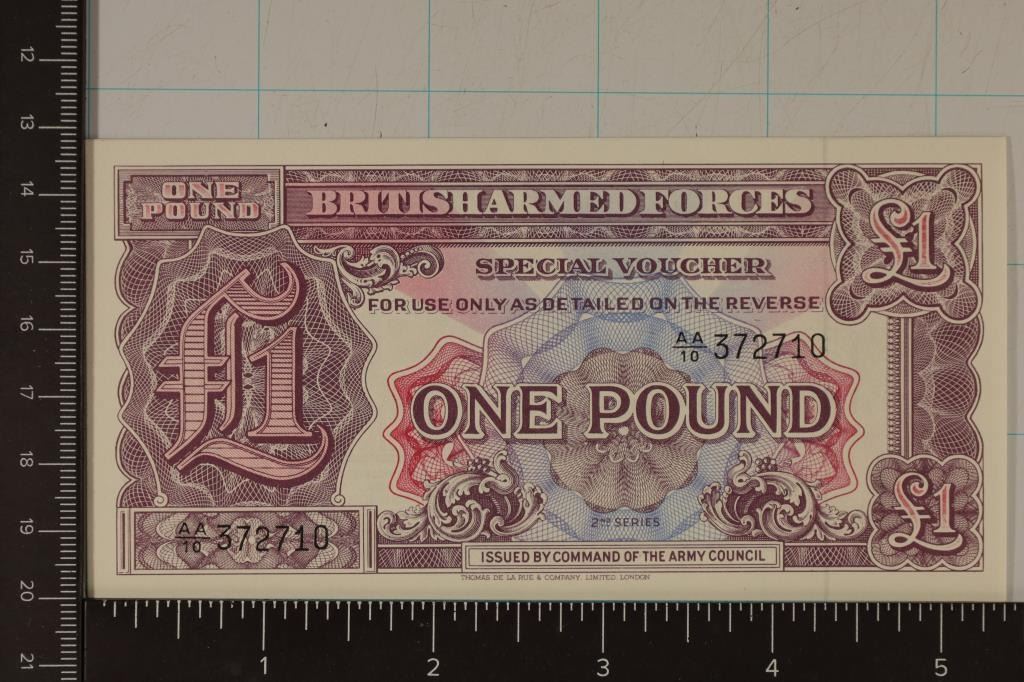 ONE
POUND
BRITISH ARMED FORCES
£1
SPECIAL VOUCHER
FOR USE ONLY AS DETAILED ON THE REVERSE
AA/10 372710
£1
ONE POUND
£1
2ND SERIES
AA/10 372710
ISSUED BY COMMAND OF THE ARMY COUNCIL
THOMAS DE LA RUE & COMPANY, LIMITED, LONDON
12
13
14
15
16
17
18
19
20
21
1 2 3 4 5